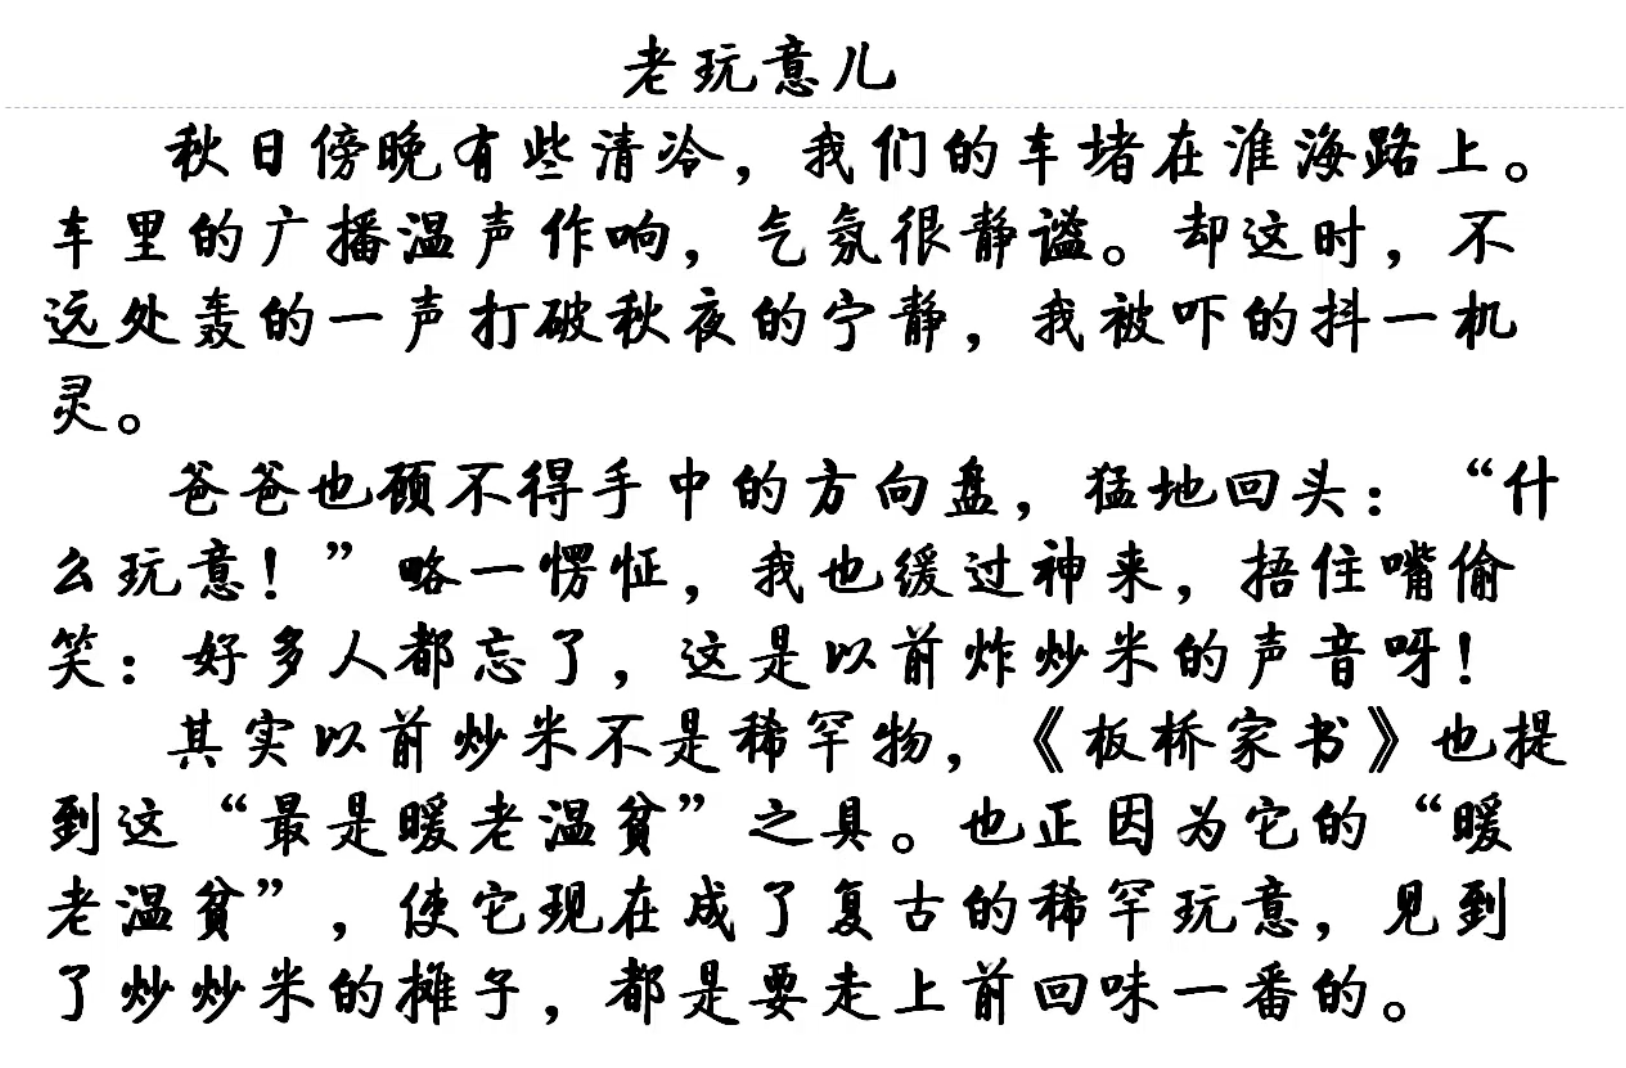 老玩意儿
秋日傍晚有些清冷，我们的车堵在淮海路上。
车里的广播温声作响，气氛很静谧。却这时，不
远处轰的一声打破秋夜的宁静，我被吓的抖一机
灵。
爸爸也顾不得手中的方向盘，猛地回头：“什
么玩意！”略一愣怔，我也缓过神来，捂住嘴偷
笑：好多人都忘了，这是以前炸炒米的声音呀！
其实以前炒米不是稀罕物，《板桥家书》也提
到这“最是暖老温贫”之具。也正因为它的“暖
老温贫”，使它现在成了复古的稀罕玩意，见到
了炒炒米的摊子，都是要走上前回味一番的。